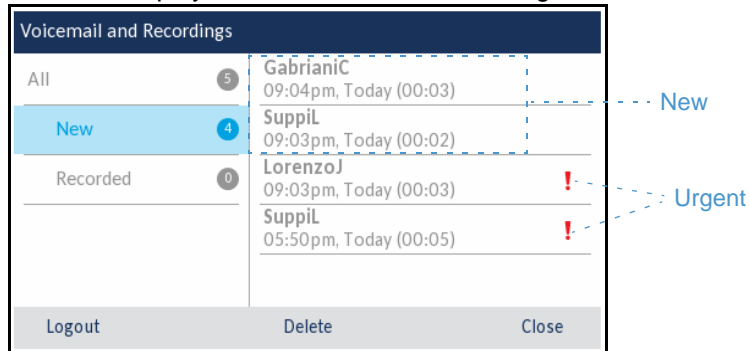 Voicemail and Recordings
All 5
New 4
Recorded 0
GabrianiC
09:04pm, Today (00:03)
SuppiL
09:03pm, Today (00:02)
LorenzoJ
09:03pm, Today (00:03) !
SuppiL
05:50pm, Today (00:05) !
New
Urgent
Logout Delete Close